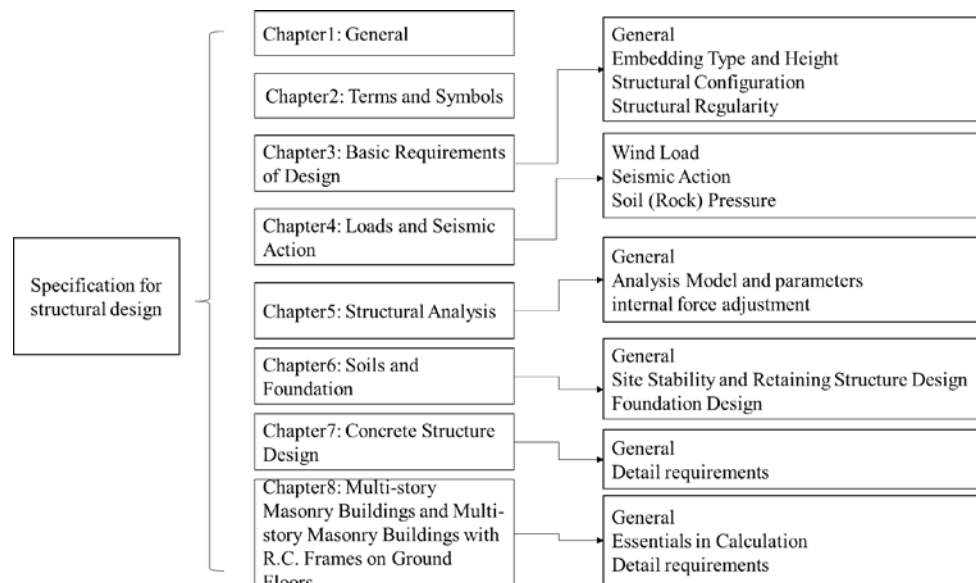 Specification for
structural design
Chapter1: General
Chapter2: Terms and Symbols
Chapter3: Basic Requirements
of Design
Chapter4: Loads and Seismic
Action
Chapter5: Structural Analysis
Chapter6: Soils and
Foundation
Chapter7: Concrete Structure
Design
Chapter8: Multi-story
Masonry Buildings and Multi-
story Masonry Buildings with
R.C. Frames on Ground
Floors
General
Embedding Type and Height
Structural Configuration
Structural Regularity
Wind Load
Seismic Action
Soil (Rock) Pressure
General
Analysis Model and parameters
internal force adjustment
General
Site Stability and Retaining Structure Design
Foundation Design
General
Detail requirements
General
Essentials in Calculation
Detail requirements